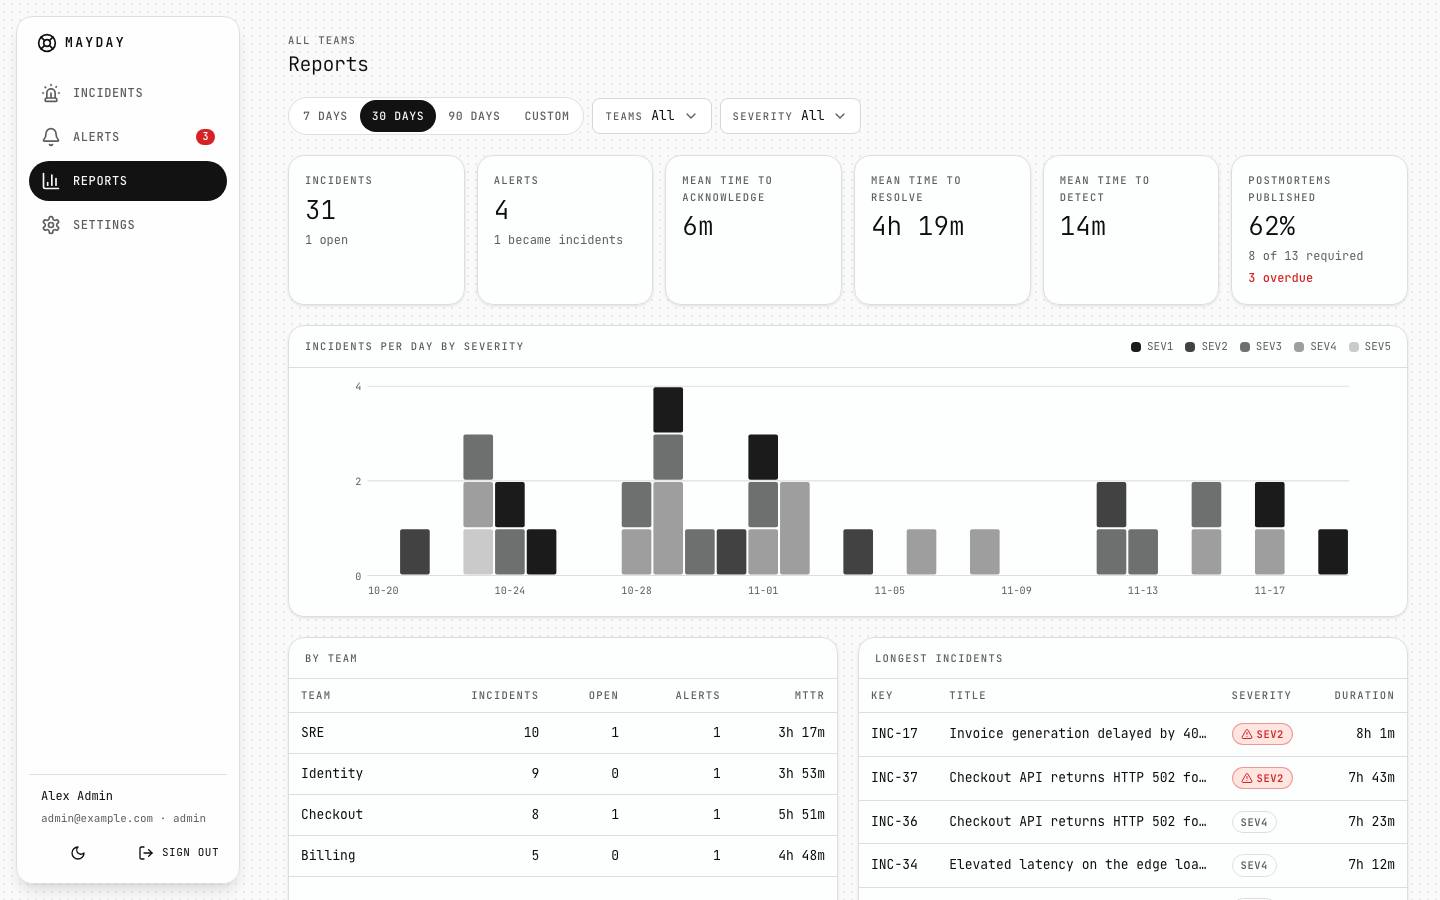 MAYDAY
INCIDENTS
ALERTS 3
REPORTS
SETTINGS
Alex Admin
admin@example.com · admin
SIGN OUT
ALL TEAMS
Reports
7 DAYS 30 DAYS 90 DAYS CUSTOM TEAMS All SEVERITY All
INCIDENTS
31
1 open
ALERTS
4
1 became incidents
MEAN TIME TO
ACKNOWLEDGE
6m
MEAN TIME TO
RESOLVE
4h 19m
MEAN TIME TO
DETECT
14m
POSTMORTEMS
PUBLISHED
62%
8 of 13 required
3 overdue
INCIDENTS PER DAY BY SEVERITY SEV1 SEV2 SEV3 SEV4 SEV5
4
2
0
10-20 10-24 10-28 11-01 11-05 11-09 11-13 11-17
BY TEAM
TEAM INCIDENTS OPEN ALERTS MTTR
SRE 10 1 1 3h 17m
Identity 9 0 1 3h 53m
Checkout 8 1 1 5h 51m
Billing 5 0 1 4h 48m
LONGEST INCIDENTS
KEY TITLE SEVERITY DURATION
INC-17 Invoice generation delayed by 40… SEV2 8h 1m
INC-37 Checkout API returns HTTP 502 fo… SEV2 7h 43m
INC-36 Checkout API returns HTTP 502 fo… SEV4 7h 23m
INC-34 Elevated latency on the edge loa… SEV4 7h 12m